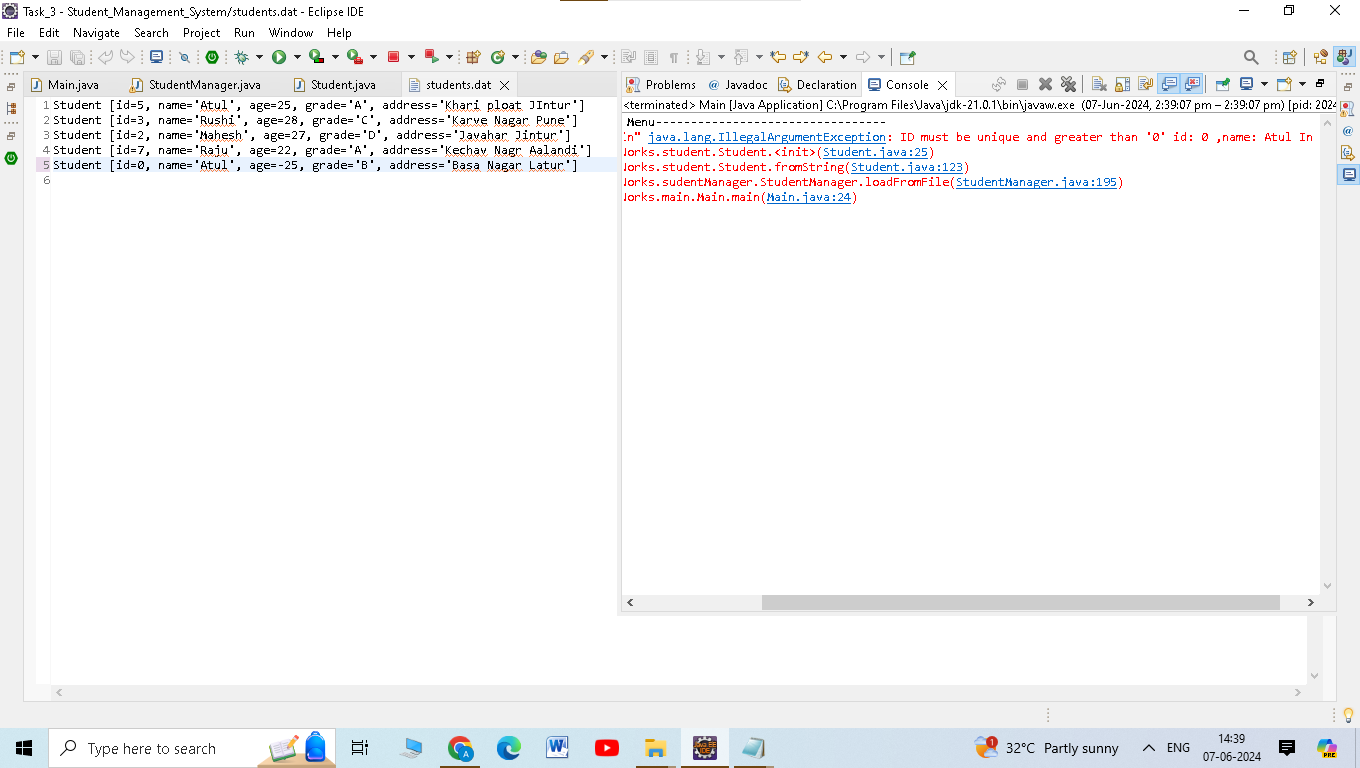 Task_3 - Student_Management_System/students.dat - Eclipse IDE
File Edit Navigate Search Project Run Window Help
Main.java StudentManager.java Student.java students.dat
1 Student [id=5, name='Atul', age=25, grade='A', address='Khari ploat JIntur']
2 Student [id=3, name='Rushi', age=28, grade='C', address='Karve Nagar Pune']
3 Student [id=2, name='Mahesh', age=27, grade='D', address='Javahar Jintur']
4 Student [id=7, name='Raju', age=22, grade='A', address='Kechav Nagr Aalandi']
5 Student [id=0, name='Atul', age=-25, grade='B', address='Basa Nagar Latur']
6
Problems Javadoc Declaration Console
<terminated> Main [Java Application] C:\Program Files\Java\jdk-21.0.1\bin\javaw.exe (07-Jun-2024, 2:39:07 pm – 2:39:07 pm) [pid: 2024
Menu---------------------------------
in" java.lang.IllegalArgumentException: ID must be unique and greater than '0' id: 0 ,name: Atul In
Works.student.Student.<init>(Student.java:25)
Works.student.Student.fromString(Student.java:123)
Works.sudentManager.StudentManager.loadFromFile(StudentManager.java:195)
Works.main.Main.main(Main.java:24)
Type here to search
32°C Partly sunny
ENG
14:39
07-06-2024